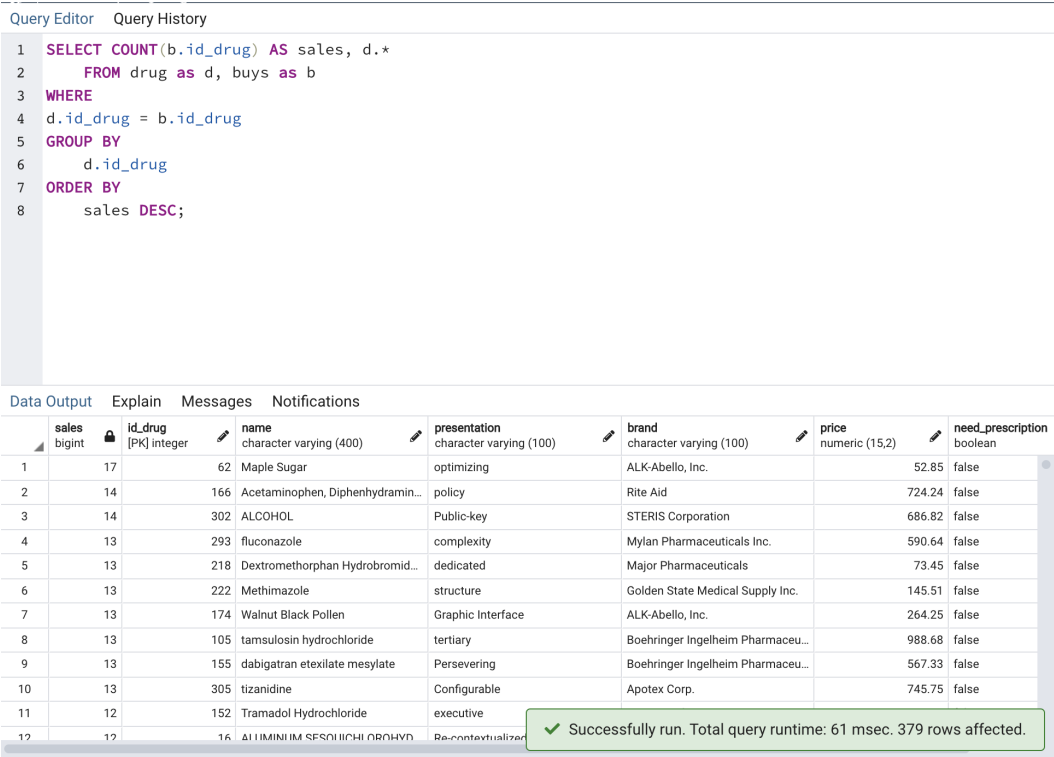 Query Editor Query History
1 SELECT COUNT(b.id_drug) AS sales, d.*
2 FROM drug as d, buys as b
3 WHERE
4 d.id_drug = b.id_drug
5 GROUP BY
6 d.id_drug
7 ORDER BY
8 sales DESC;
Data Output Explain Messages Notifications
sales id_drug name presentation brand price need_prescription
bigint [PK] integer character varying (400) character varying (100) character varying (100) numeric (15,2) boolean
1 17 62 Maple Sugar optimizing ALK-Abello, Inc. 52.85 false
2 14 166 Acetaminophen, Diphenhydramin... policy Rite Aid 724.24 false
3 14 302 ALCOHOL Public-key STERIS Corporation 686.82 false
4 13 293 fluconazole complexity Mylan Pharmaceuticals Inc. 590.64 false
5 13 218 Dextromethorphan Hydrobromid... dedicated Major Pharmaceuticals 73.45 false
6 13 222 Methimazole structure Golden State Medical Supply Inc. 145.51 false
7 13 174 Walnut Black Pollen Graphic Interface ALK-Abello, Inc. 264.25 false
8 13 105 tamsulosin hydrochloride tertiary Boehringer Ingelheim Pharmaceu... 988.68 false
9 13 155 dabigatran etexilate mesylate Persevering Boehringer Ingelheim Pharmaceu... 567.33 false
10 13 305 tizanidine Configurable Apotex Corp. 745.75 false
11 12 152 Tramadol Hydrochloride executive
12 12 16 ALUMINUM SESQUICHLOROHYD Re-contextualized
Successfully run. Total query runtime: 61 msec. 379 rows affected.